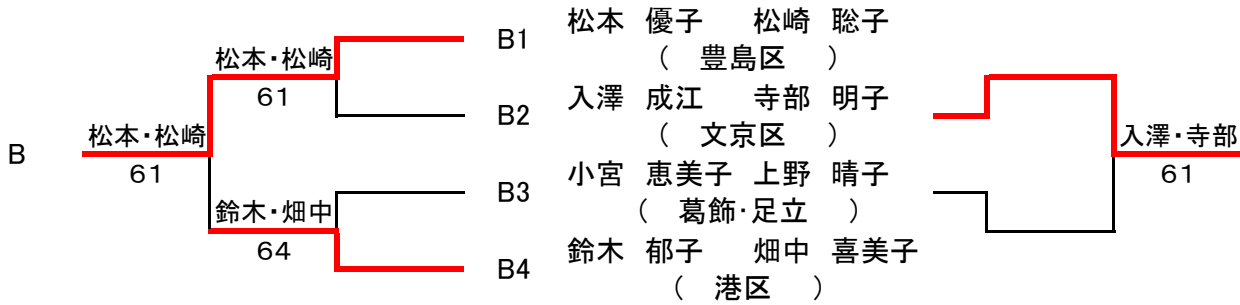 B1 松本 優子 松崎 聡子
( 豊島区 )
松本・松崎
61
B2 入澤 成江 寺部 明子
( 文京区 )
B
松本・松崎
61
入澤・寺部
61
B3 小宮 恵美子 上野 晴子
( 葛飾・足立 )
鈴木・畑中
64
B4 鈴木 郁子 畑中 喜美子
( 港区 )